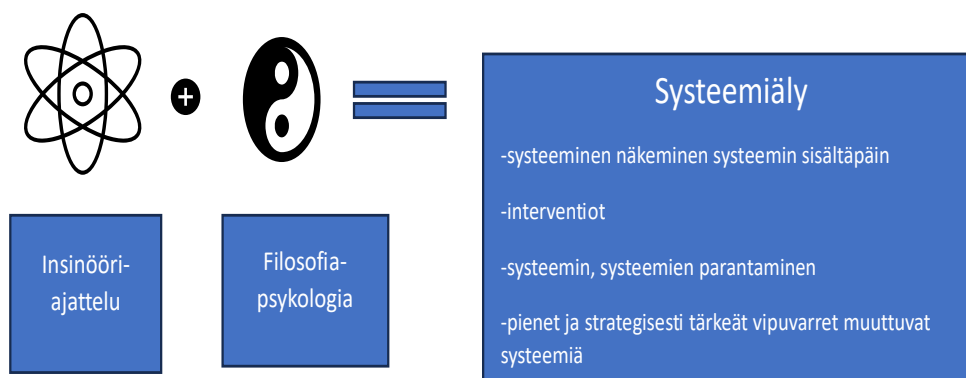 Insinööri-
ajattelu
Filosofia-
psykologia
Systeemiäly
-systeeminen näkeminen systeemin sisältäpäin
-interventiot
-systeemin, systeemien parantaminen
-pienet ja strategisesti tärkeät vipuvarret muuttuvat
systeemiä